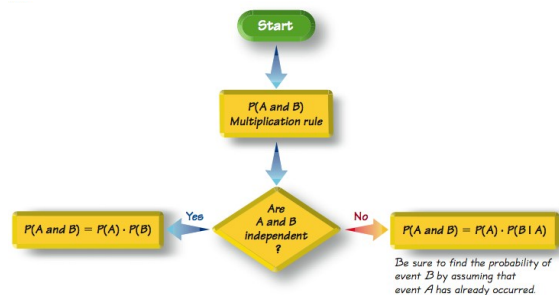 Start
P(A and B)
Multiplication rule
Are
A and B
independent
?
Yes
No
P(A and B) = P(A) · P(B)
P(A and B) = P(A) · P(B | A)
Be sure to find the probability of
event B by assuming that
event A has already occurred.